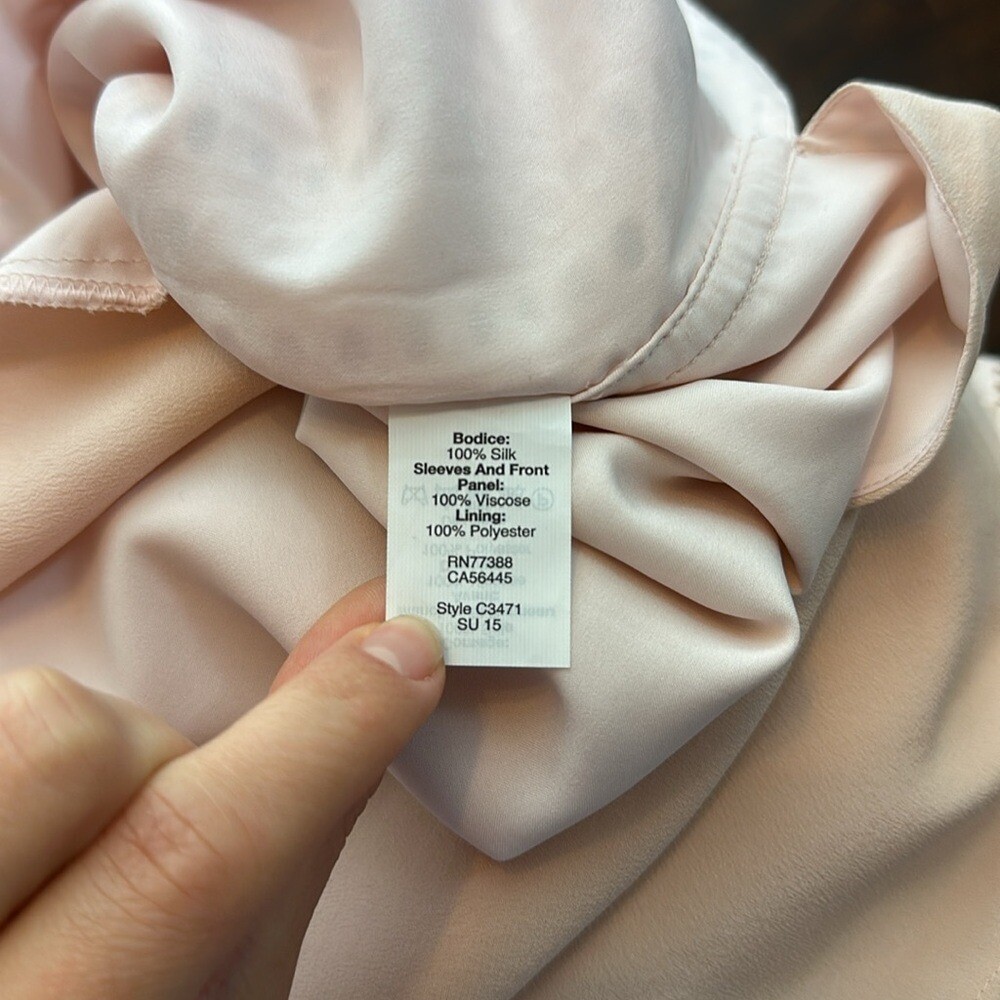 Bodice:
100% Silk
Sleeves And Front
Panel:
100% Viscose
Lining:
100% Polyester
RN77388
CA56445
Style C3471
SU 15